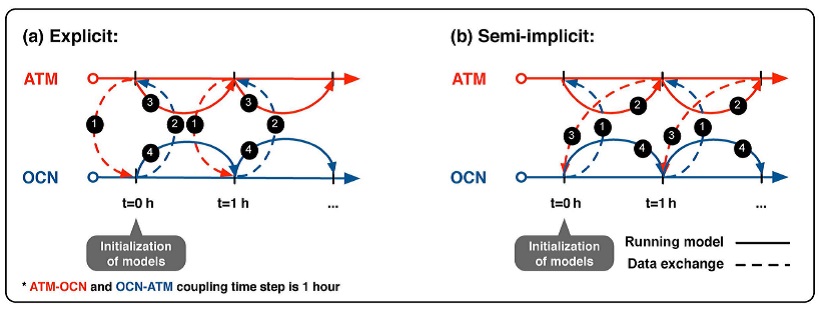 (a) Explicit:
ATM
3
3
1
2
1
2
4
4
OCN
t=0 h
t=1 h
...
Initialization
of models
* ATM-OCN and OCN-ATM coupling time step is 1 hour
(b) Semi-implicit:
ATM
2
2
3
1
3
1
4
4
OCN
t=0 h
t=1 h
...
Initialization
of models
Running model
Data exchange